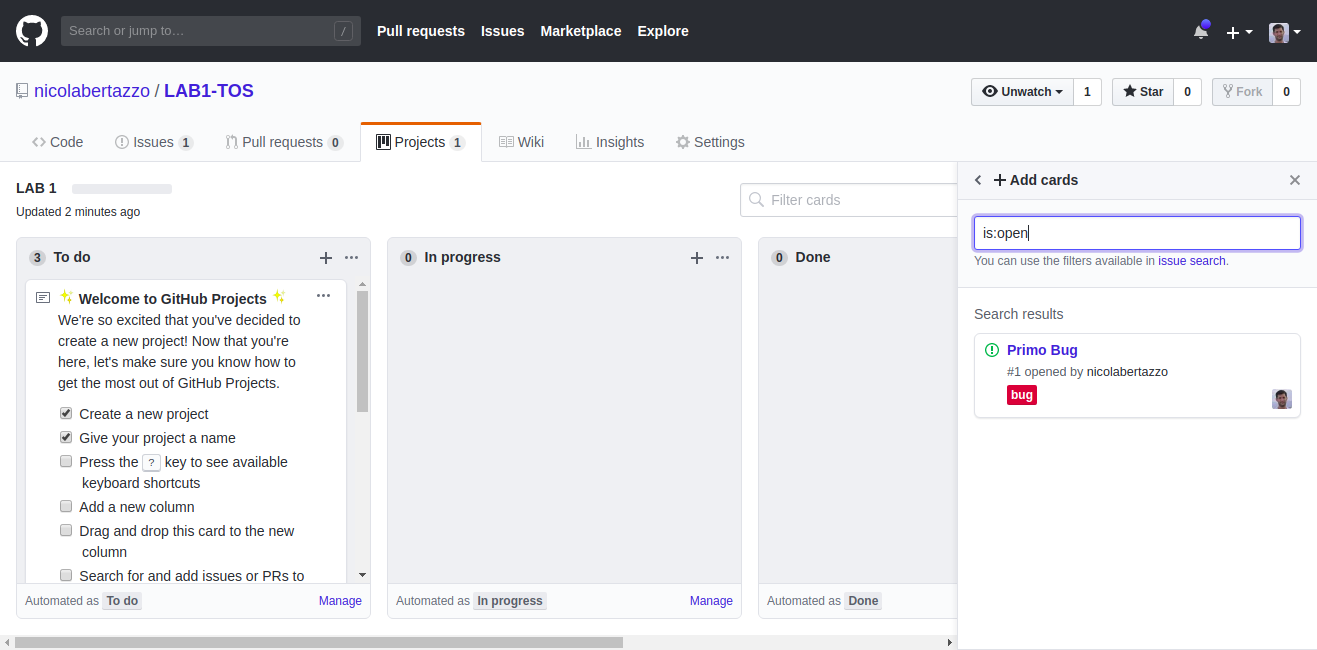 Search or jump to…
/
Pull requests
Issues
Marketplace
Explore
nicolabertazzo / LAB1-TOS
Unwatch 1
Star 0
Fork 0
Code
Issues 1
Pull requests 0
Projects 1
Wiki
Insights
Settings
LAB 1
Updated 2 minutes ago
Filter cards
3 To do
Welcome to GitHub Projects
We're so excited that you've decided to
create a new project! Now that you're
here, let's make sure you know how to
get the most out of GitHub Projects.
Create a new project
Give your project a name
Press the ? key to see available
keyboard shortcuts
Add a new column
Drag and drop this card to the new
column
Search for and add issues or PRs to
Automated as To do
Manage
0 In progress
Automated as In progress
Manage
0 Done
Automated as Done
Add cards
is:open
You can use the filters available in issue search.
Search results
Primo Bug
#1 opened by nicolabertazzo
bug